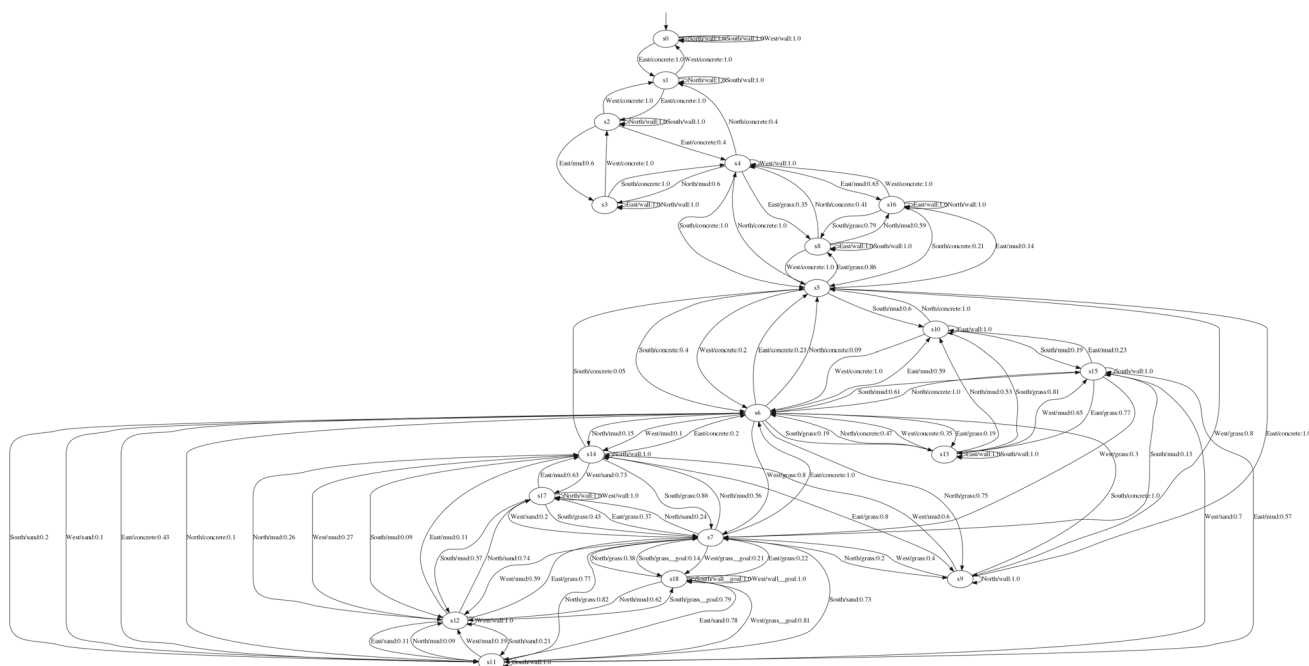 s0
North/wall:1.0
South/wall:1.0
West/wall:1.0
East/concrete:1.0
West/concrete:1.0
s1
North/wall:1.0
South/wall:1.0
West/concrete:1.0
East/concrete:1.0
s2
North/wall:1.0
South/wall:1.0
North/concrete:0.4
East/concrete:0.4
East/mud:0.6
West/concrete:1.0
s4
West/wall:1.0
South/concrete:1.0
North/mud:0.6
East/mud:0.65
West/concrete:1.0
s3
East/wall:1.0
North/wall:1.0
East/grass:0.35
North/concrete:0.41
s16
East/wall:1.0
North/wall:1.0
South/concrete:1.0
North/concrete:1.0
South/grass:0.79
North/mud:0.59
s8
East/wall:1.0
South/wall:1.0
South/concrete:0.21
East/mud:0.14
West/concrete:1.0
East/grass:0.86
s5
South/mud:0.6
North/concrete:1.0
s10
East/wall:1.0
South/concrete:0.4
West/concrete:0.2
East/concrete:0.23
North/concrete:0.09
South/mud:0.19
East/mud:0.23
South/concrete:0.05
West/concrete:1.0
East/mud:0.59
s15
South/wall:1.0
South/mud:0.61
North/concrete:1.0
North/mud:0.53
South/grass:0.81
West/mud:0.65
East/grass:0.77
s6
North/mud:0.15
West/mud:0.1
East/concrete:0.2
South/grass:0.19
North/concrete:0.47
West/concrete:0.35
East/grass:0.19
West/grass:0.8
East/concrete:1.0
s14
North/wall:1.0
s13
East/wall:1.0
South/wall:1.0
West/grass:0.3
South/mud:0.13
East/mud:0.63
West/sand:0.73
West/grass:0.8
East/concrete:1.0
s17
North/wall:1.0
West/wall:1.0
South/grass:0.86
North/mud:0.56
North/grass:0.75
South/concrete:1.0
West/sand:0.2
South/grass:0.43
East/grass:0.37
North/sand:0.24
East/grass:0.8
West/mud:0.6
West/sand:0.7
East/mud:0.57
South/sand:0.2
West/sand:0.1
East/concrete:0.43
North/concrete:0.1
North/mud:0.26
West/mud:0.27
South/mud:0.09
East/mud:0.11
South/mud:0.57
North/sand:0.74
s7
West/mud:0.59
East/grass:0.77
North/grass:0.38
South/grass__goal:0.14
West/grass__goal:0.21
East/grass:0.22
North/grass:0.2
West/grass:0.4
s18
South/wall__goal:1.0
West/wall__goal:1.0
s9
North/wall:1.0
North/grass:0.82
North/mud:0.62
South/grass__goal:0.79
South/sand:0.73
s12
West/wall:1.0
East/sand:0.78
West/grass__goal:0.81
East/sand:0.11
North/mud:0.09
West/mud:0.19
South/sand:0.21
s11
South/wall:1.0